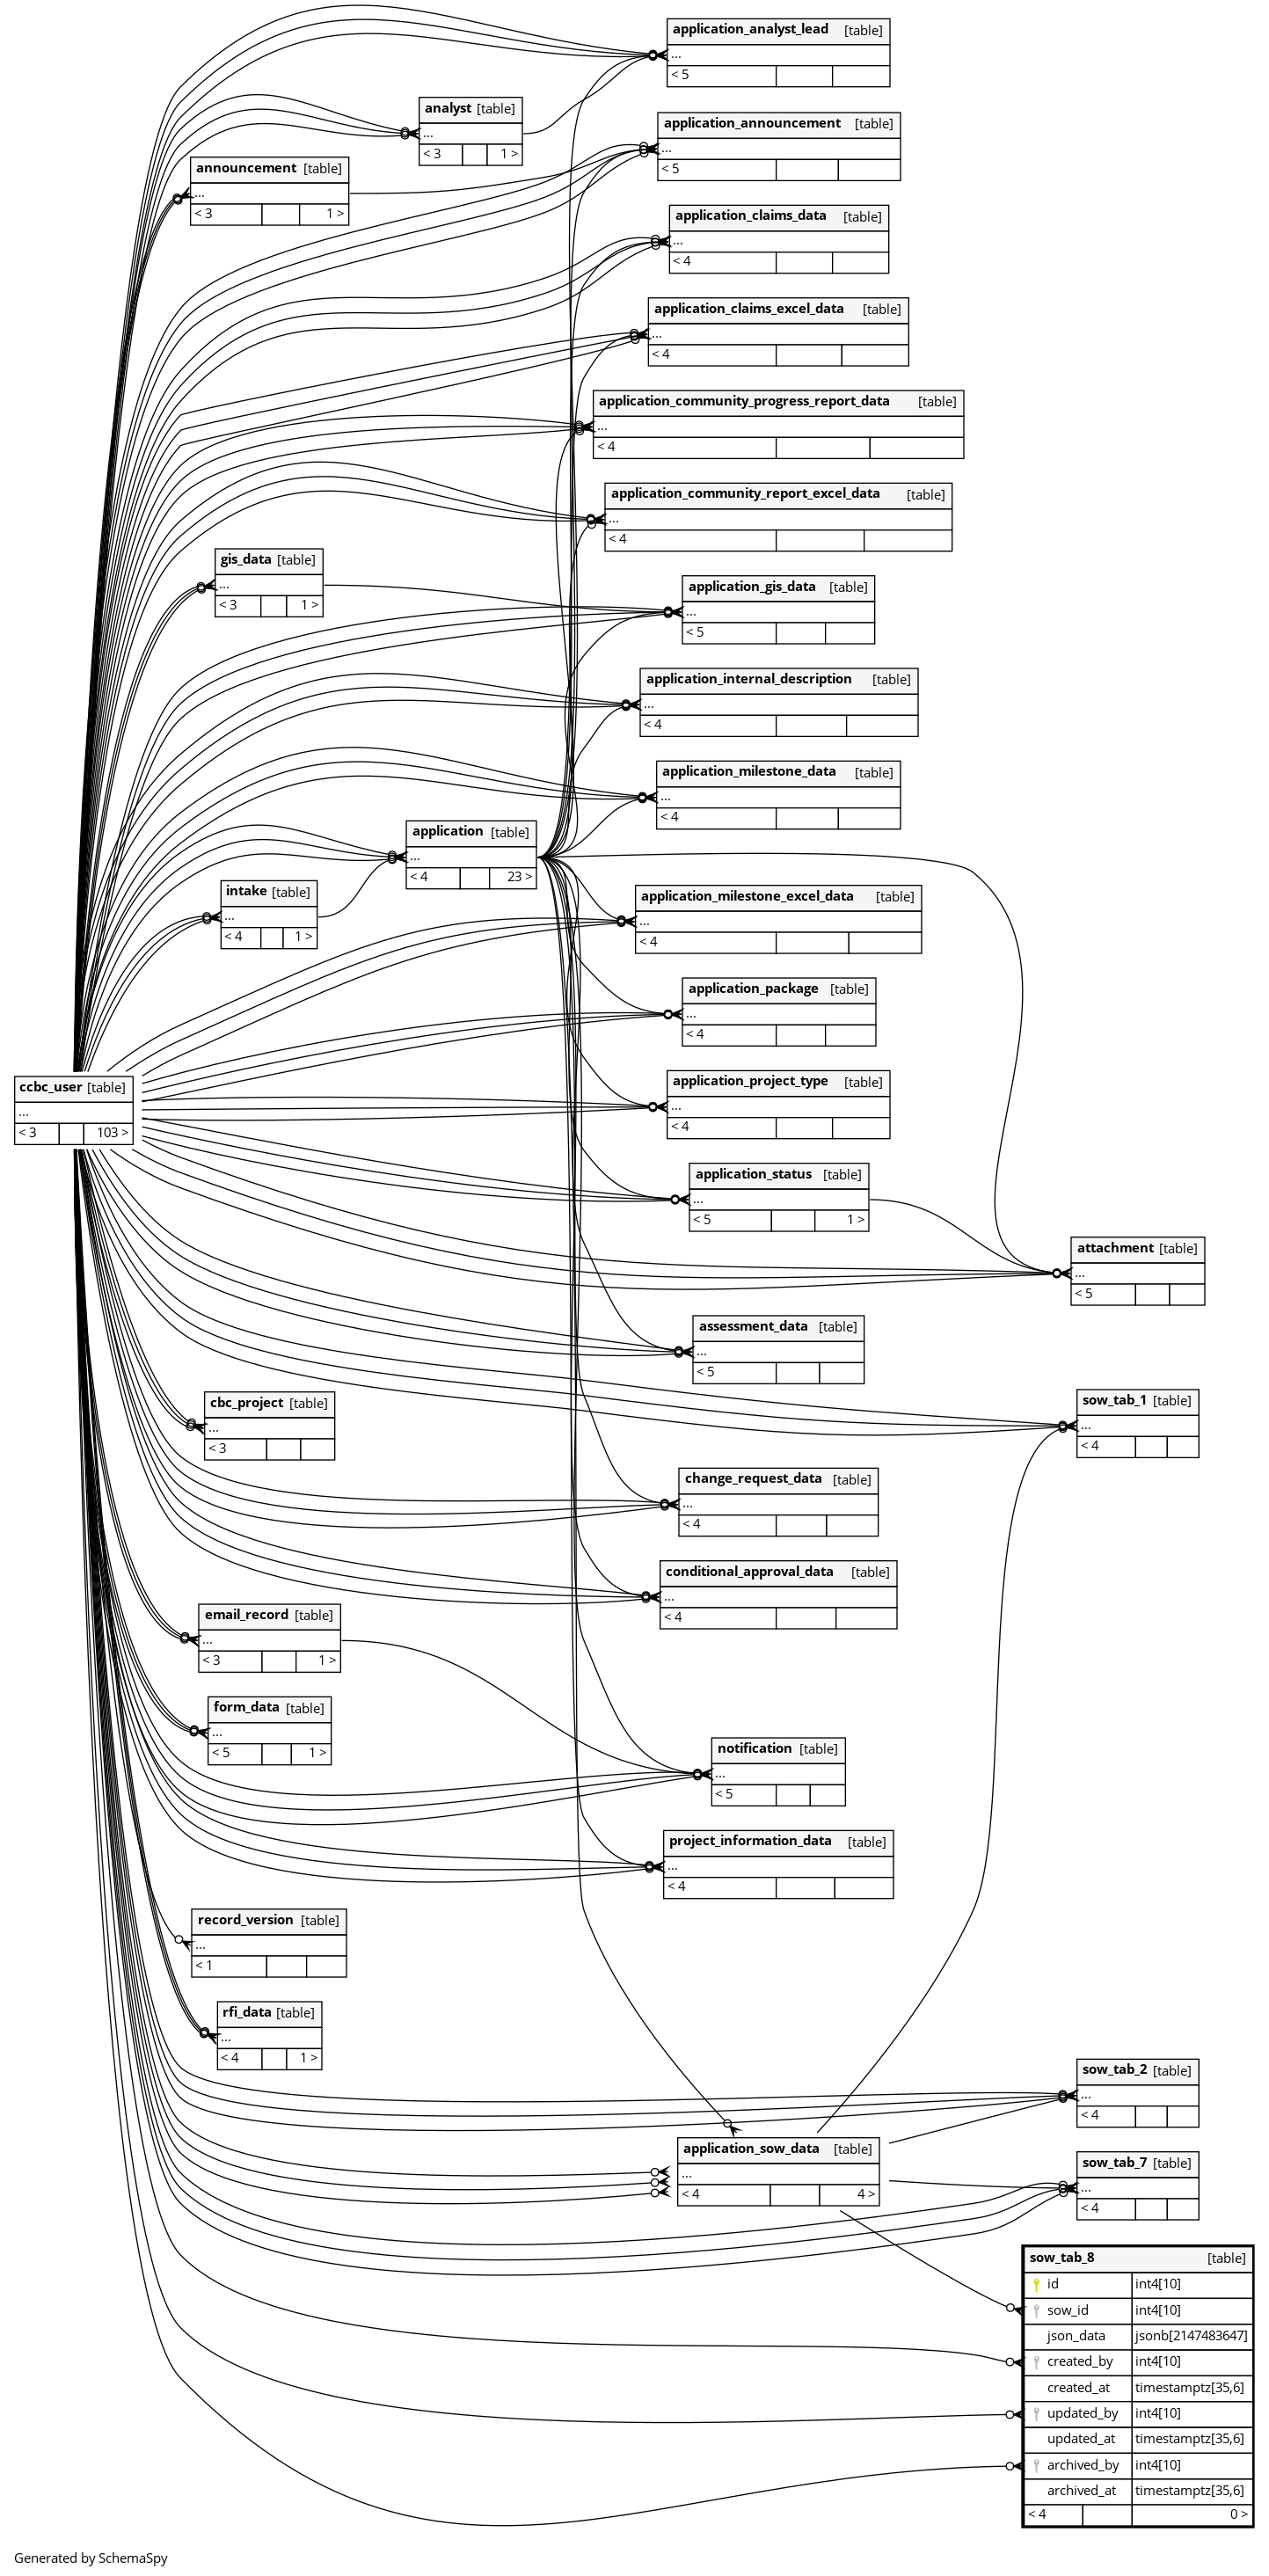 application_analyst_lead [table]
...
< 5
analyst [table]
...
< 3 1 >
application_announcement [table]
...
< 5
announcement [table]
...
< 3 1 >
application_claims_data [table]
...
< 4
application_claims_excel_data [table]
...
< 4
application_community_progress_report_data [table]
...
< 4
application_community_report_excel_data [table]
...
< 4
gis_data [table]
...
< 3 1 >
application_gis_data [table]
...
< 5
application_internal_description [table]
...
< 4
application_milestone_data [table]
...
< 4
application [table]
...
< 4 23 >
intake [table]
...
< 4 1 >
application_milestone_excel_data [table]
...
< 4
application_package [table]
...
< 4
ccbc_user [table]
...
< 3 103 >
application_project_type [table]
...
< 4
application_status [table]
...
< 5 1 >
attachment [table]
...
< 5
assessment_data [table]
...
< 5
cbc_project [table]
...
< 3
sow_tab_1 [table]
...
< 4
change_request_data [table]
...
< 4
conditional_approval_data [table]
...
< 4
email_record [table]
...
< 3 1 >
form_data [table]
...
< 5 1 >
notification [table]
...
< 5
project_information_data [table]
...
< 4
record_version [table]
...
< 1
rfi_data [table]
...
< 4 1 >
sow_tab_2 [table]
...
< 4
application_sow_data [table]
...
< 4 4 >
sow_tab_7 [table]
...
< 4
sow_tab_8 [table]
id int4[10]
sow_id int4[10]
json_data jsonb[2147483647]
created_by int4[10]
created_at timestamptz[35,6]
updated_by int4[10]
updated_at timestamptz[35,6]
archived_by int4[10]
archived_at timestamptz[35,6]
< 4 0 >
Generated by SchemaSpy